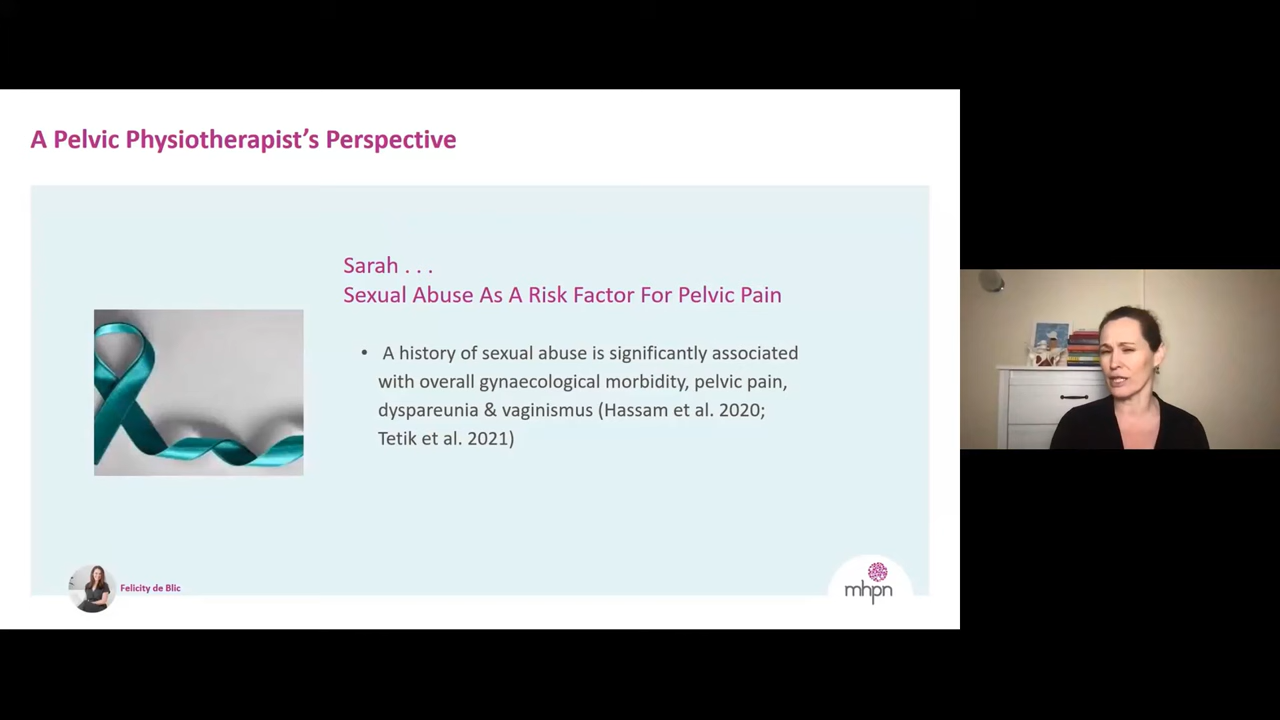 A Pelvic Physiotherapist’s Perspective
Sarah . . .
Sexual Abuse As A Risk Factor For Pelvic Pain
• A history of sexual abuse is significantly associated
with overall gynaecological morbidity, pelvic pain,
dyspareunia & vaginismus (Hassam et al. 2020;
Tetik et al. 2021)
Felicity de Blic
mhpn